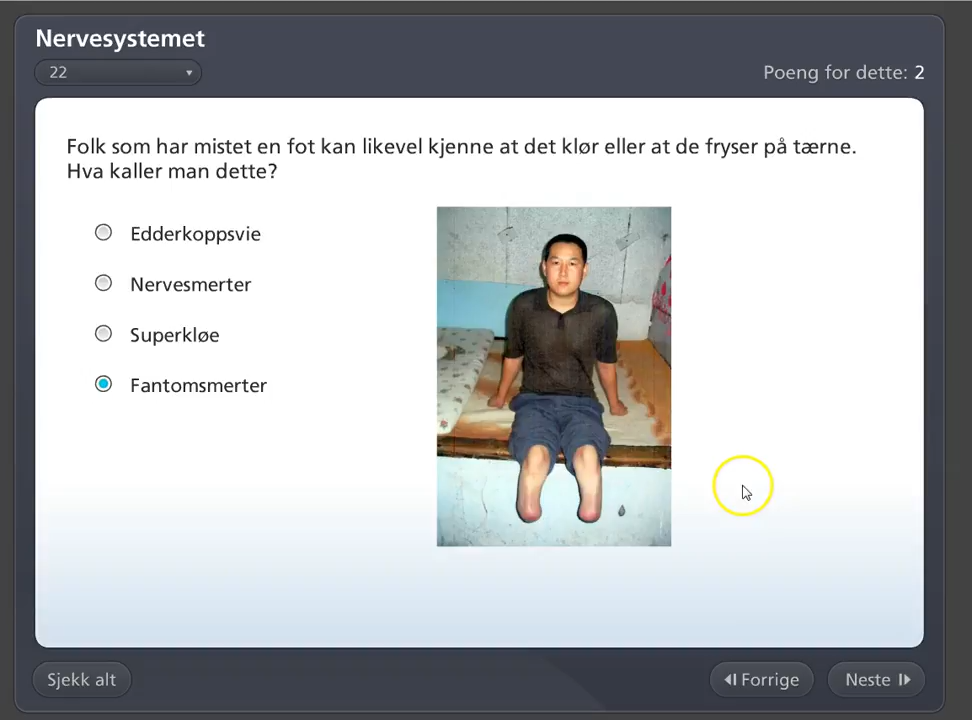 Nervesystemet
22
Poeng for dette: 2
Folk som har mistet en fot kan likevel kjenne at det klør eller at de fryser på tærne.
Hva kaller man dette?
Edderkoppsvie
Nervesmerter
Superkløe
Fantomsmerter
Sjekk alt
Forrige
Neste